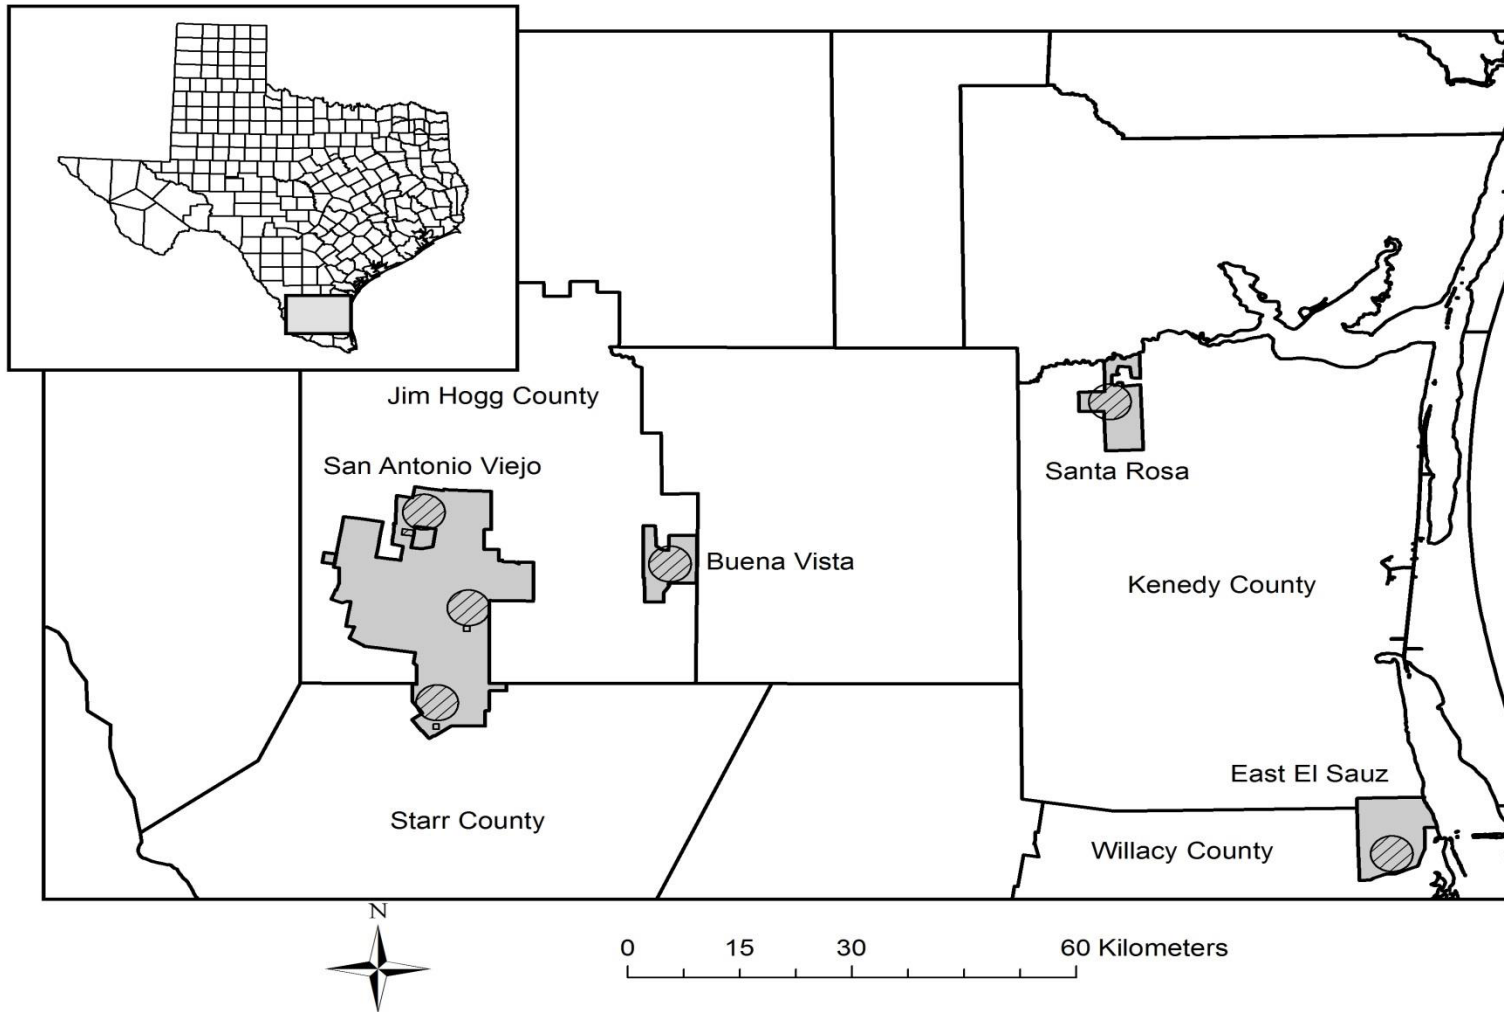 Jim Hogg County
San Antonio Viejo
Santa Rosa
Buena Vista
Kenedy County
East El Sauz
Starr County
Willacy County
N
0 15 30 60 Kilometers